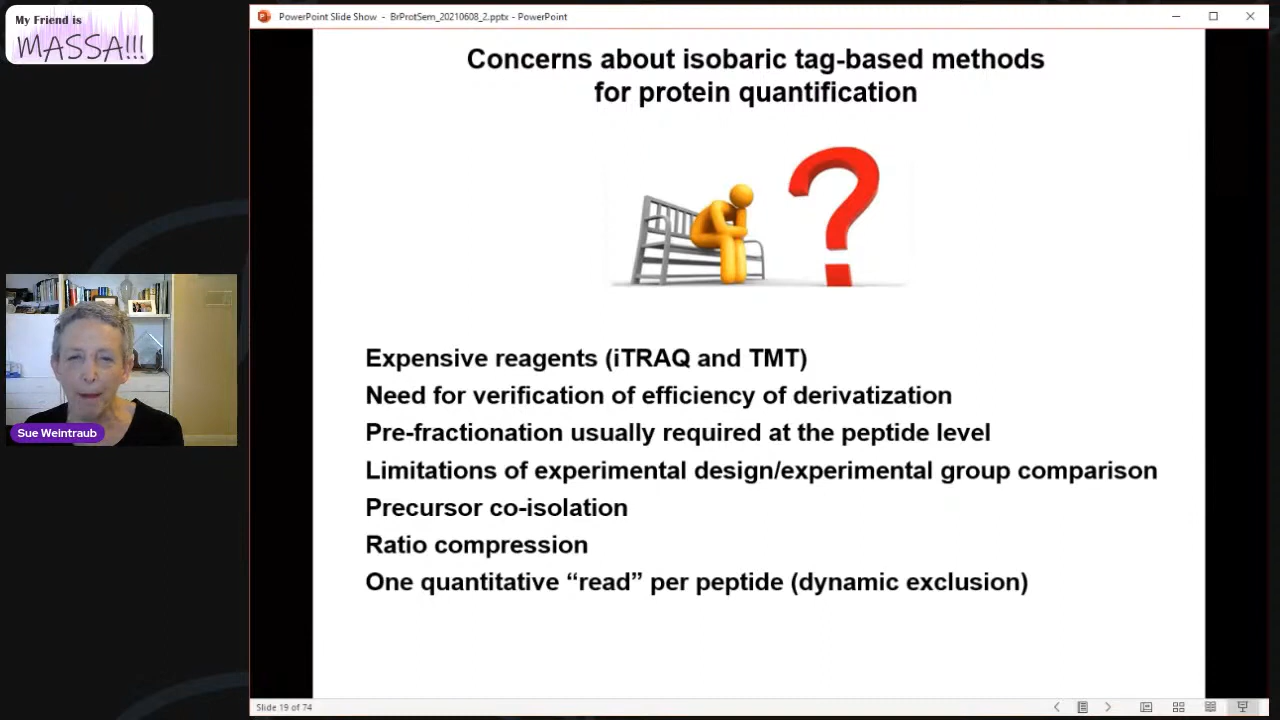 My Friend is
MASSA!!!
PowerPoint Slide Show - BrProtSem_20210608_2.pptx - PowerPoint
Concerns about isobaric tag-based methods
for protein quantification
?
Expensive reagents (iTRAQ and TMT)
Need for verification of efficiency of derivatization
Pre-fractionation usually required at the peptide level
Limitations of experimental design/experimental group comparison
Precursor co-isolation
Ratio compression
One quantitative “read” per peptide (dynamic exclusion)
Sue Weintraub
Slide 19 of 74